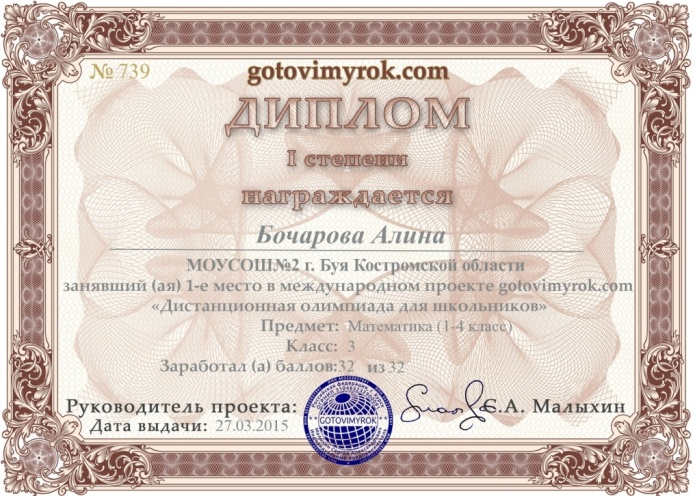 № 739
gotovimyrok.com
ДИПЛОМ
I степени
награждается
Бочарова Алина
МОУСОШ№2 г. Буя Костромской области
занявший (ая) 1-е место в международном проекте gotovimyrok.com
«Дистанционная олимпиада для школьников»
Предмет: Математика (1-4 класс)
Класс: 3
Заработал (а) баллов:32 из 32
Руководитель проекта: Е.А. Малыхин
Дата выдачи: 27.03.2015
GOTOVIMYROK